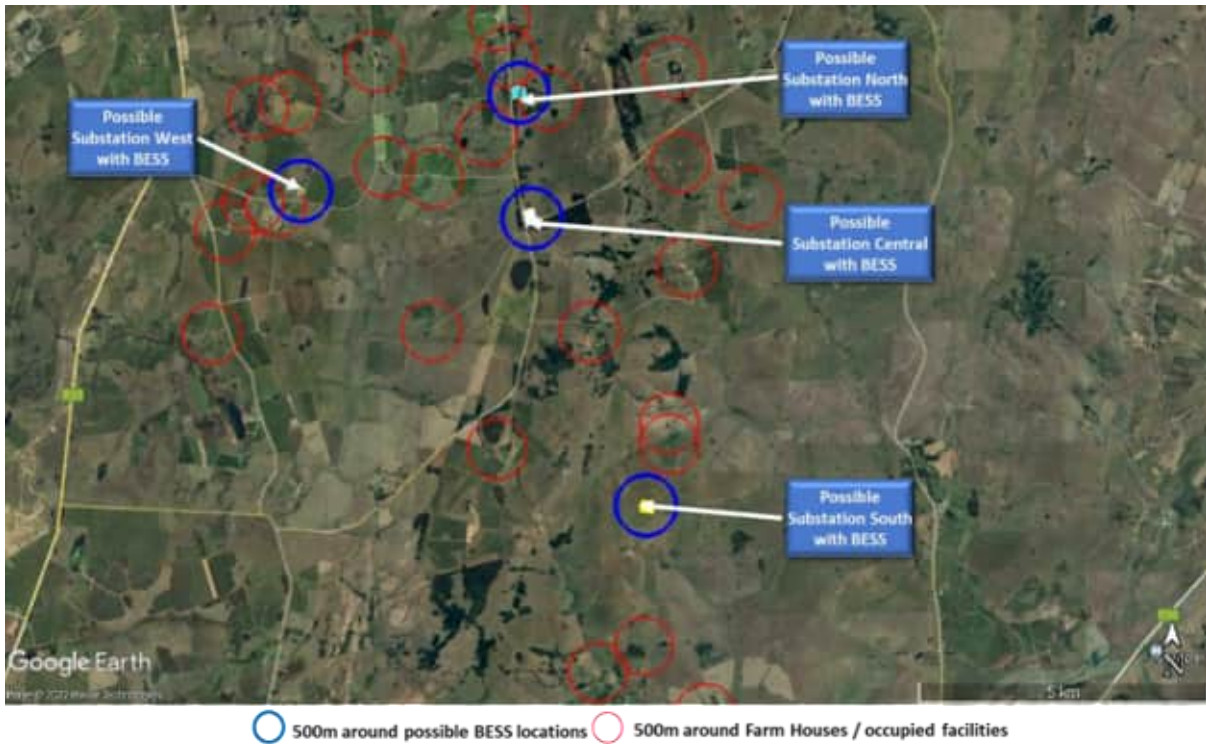 Possible
Substation North
with BESS
Possible
Substation West
with BESS
Possible
Substation Central
with BESS
Possible
Substation South
with BESS
Google Earth
5 km
500m around possible BESS locations
500m around Farm Houses / occupied facilities